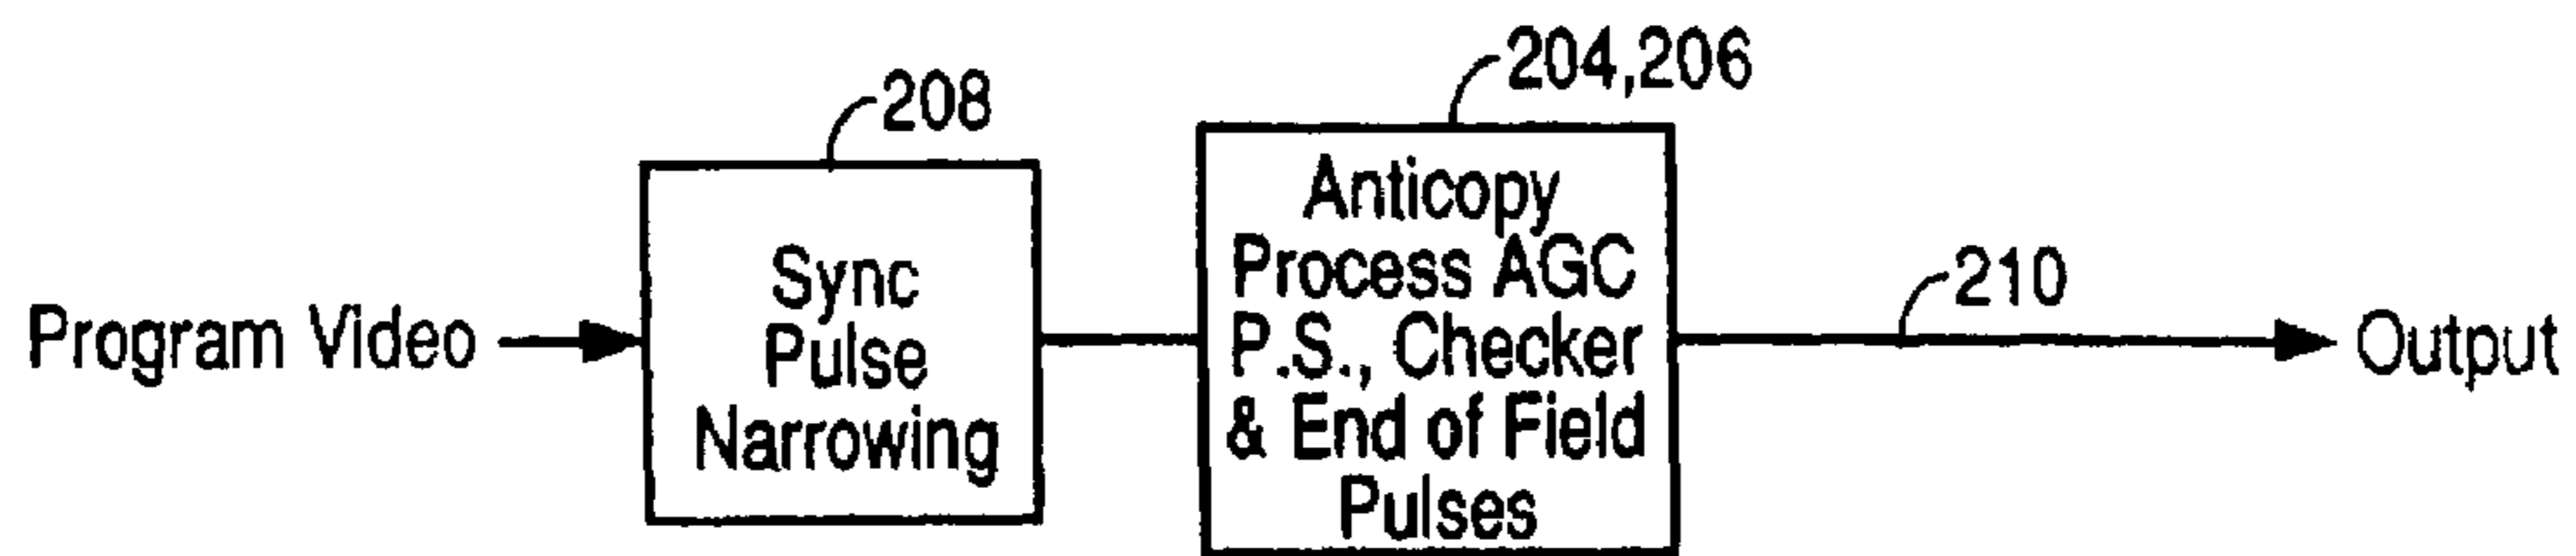 204,206
208
Anticopy
Process AGC
P.S., Checker
& End of Field
Pulses
Sync
Pulse
Narrowing
210
Program Video
Output